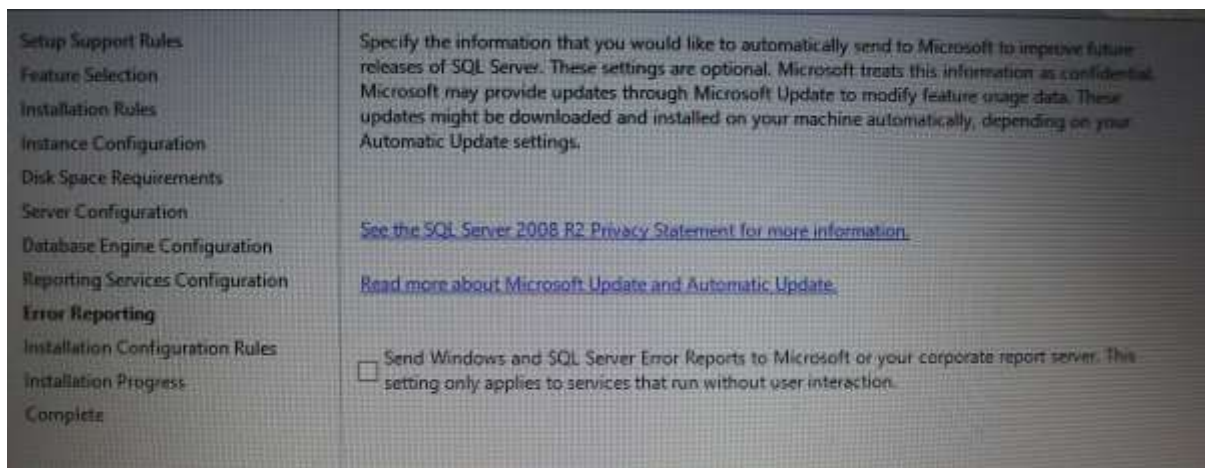 Setup Support Rules
Feature Selection
Installation Rules
Instance Configuration
Disk Space Requirements
Server Configuration
Database Engine Configuration
Reporting Services Configuration
Error Reporting
Installation Configuration Rules
Installation Progress
Complete
Specify the information that you would like to automatically send to Microsoft to improve future
releases of SQL Server. These settings are optional. Microsoft treats this information as confidential.
Microsoft may provide updates through Microsoft Update to modify feature usage data. These
updates might be downloaded and installed on your machine automatically, depending on your
Automatic Update settings.
See the SQL Server 2008 R2 Privacy Statement for more information.
Read more about Microsoft Update and Automatic Update.
Send Windows and SQL Server Error Reports to Microsoft or your corporate report server. This
setting only applies to services that run without user interaction.